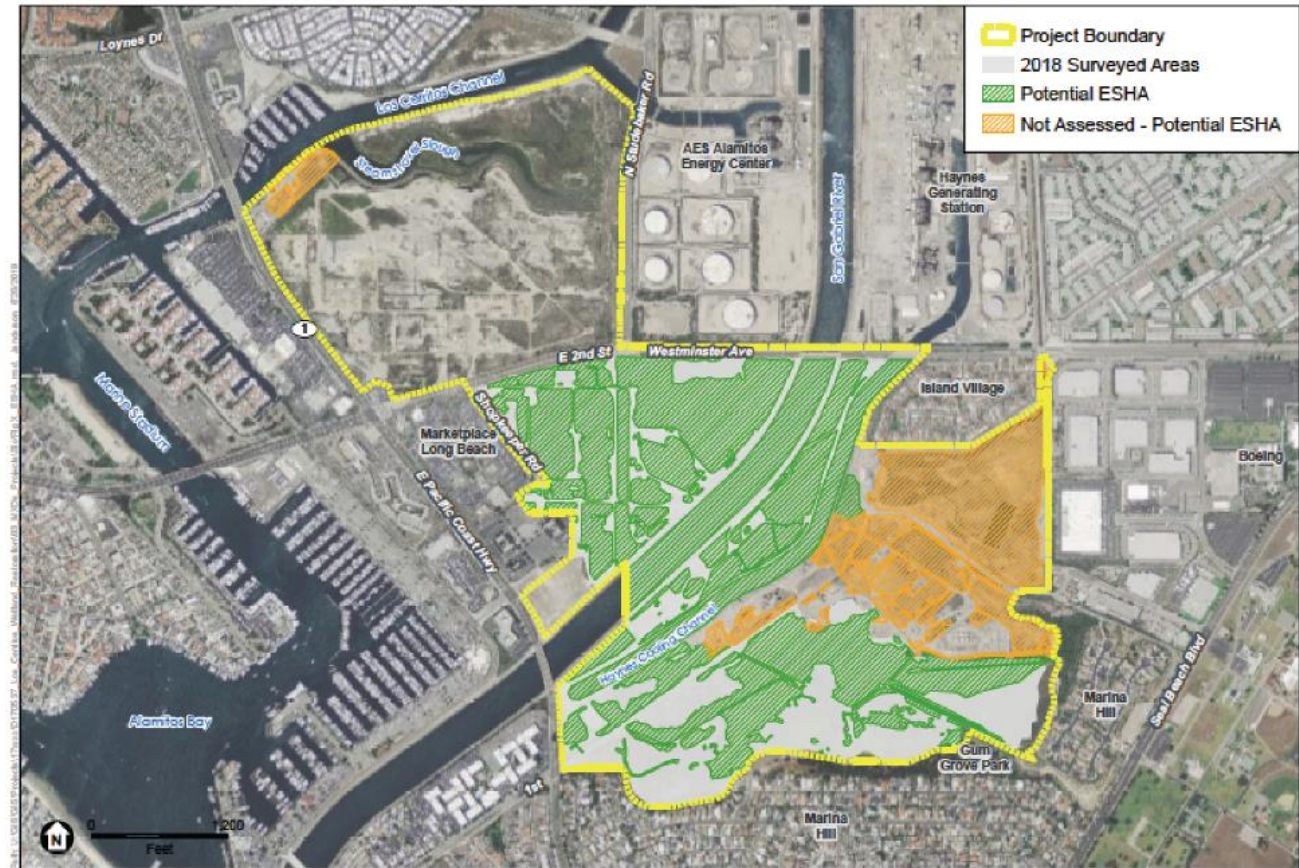 Project Boundary
2018 Surveyed Areas
Potential ESHA
Not Assessed - Potential ESHA
Loynes Dr
Los Cerritos Channel
Steamshovel Slough
N Studebaker Rd
AES Alamitos
Energy Center
San Gabriel River
Haynes
Generating
Station
1
E 2nd St
Westminster Ave
Island Village
Marine Stadium
Marketplace
Long Beach
Shopkeeper Rd
E Pacific Coast Hwy
Boeing
Haynes Cooling Channel
Seal Beach Blvd
Marina
Hill
Alamitos Bay
Gum
Grove Park
1st
Marina
Hill
N
0
1,200
Feet